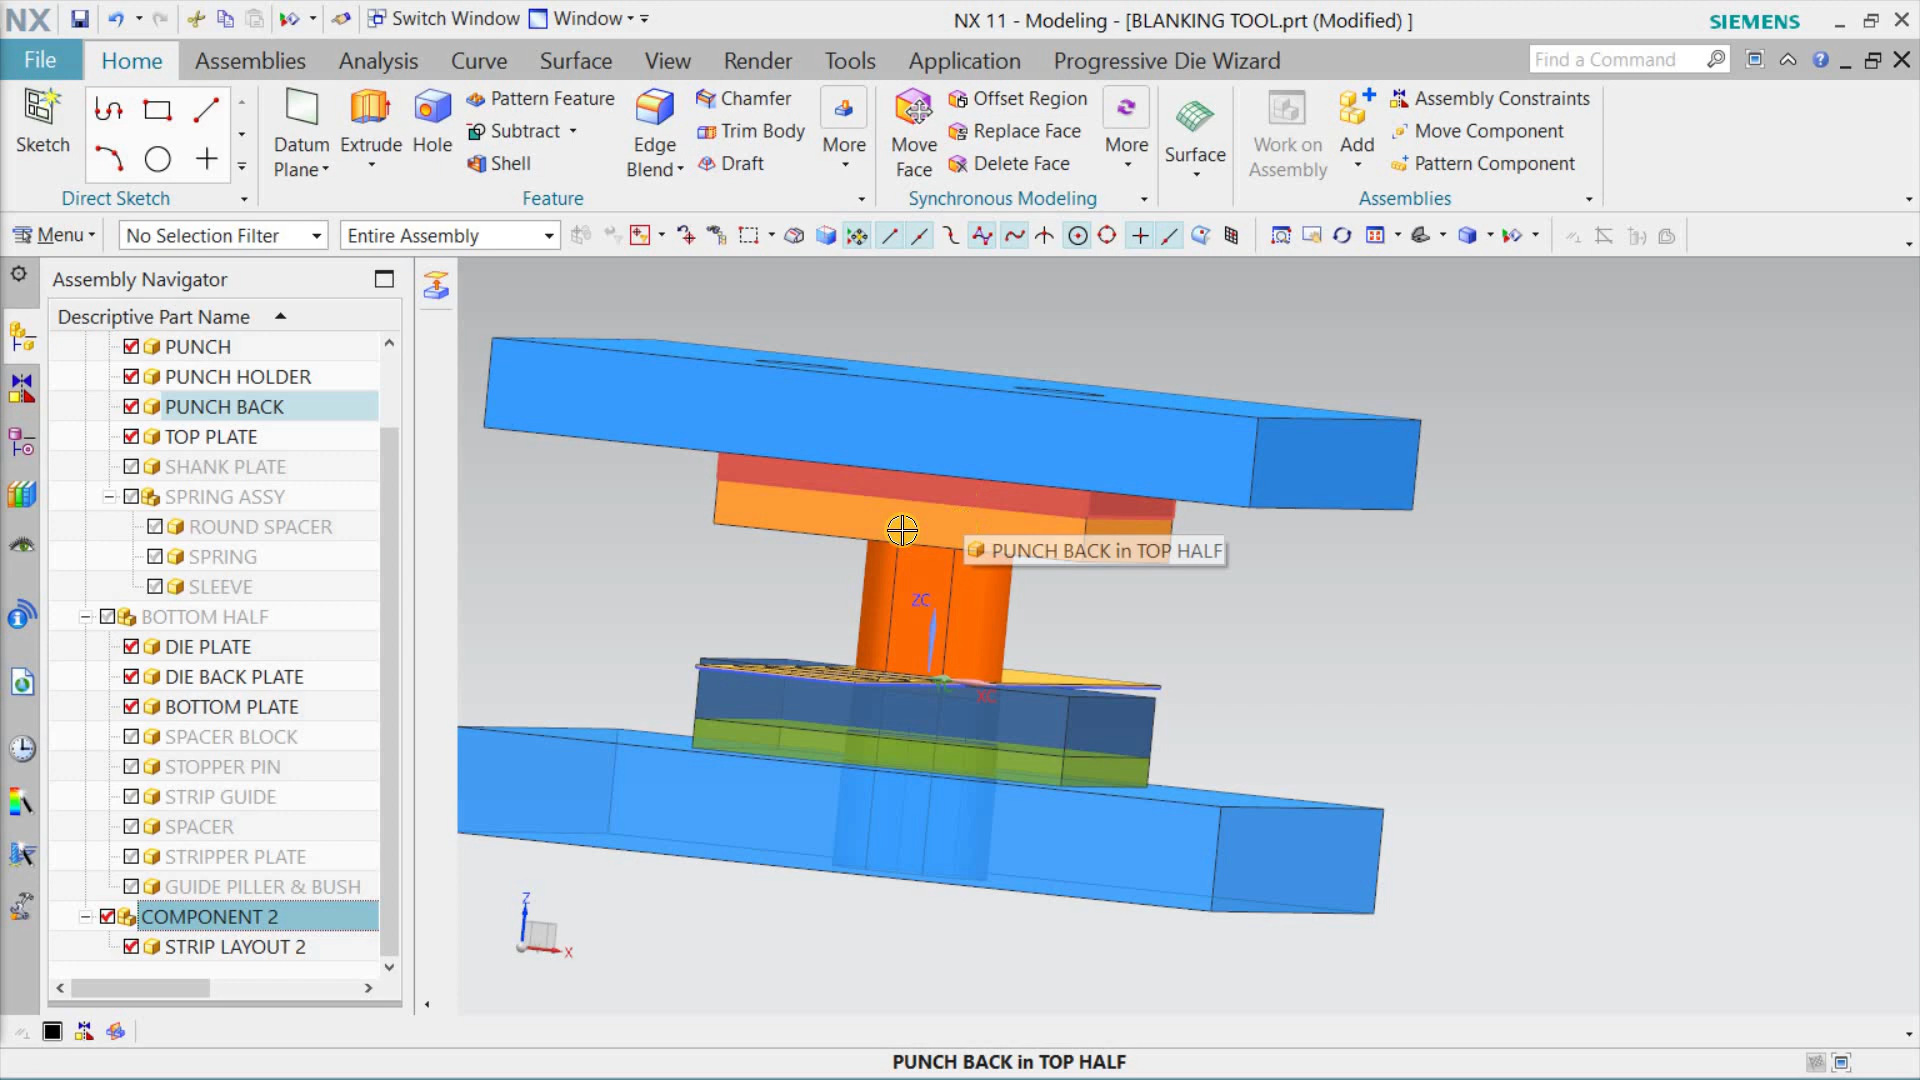 NX Switch Window Window NX 11 - Modeling - [BLANKING TOOL.prt (Modified) ] SIEMENS
File Home Assemblies Analysis Curve Surface View Render Tools Application Progressive Die Wizard Find a Command
Sketch
Direct Sketch
Datum Plane
Extrude
Hole
Pattern Feature
Subtract
Shell
Edge Blend
Chamfer
Trim Body
Draft
More
Feature
Move Face
Offset Region
Replace Face
Delete Face
More
Synchronous Modeling
Surface
Work on Assembly
Add
Assembly Constraints
Move Component
Pattern Component
Assemblies
Menu No Selection Filter Entire Assembly
Assembly Navigator
Descriptive Part Name
PUNCH
PUNCH HOLDER
PUNCH BACK
TOP PLATE
SHANK PLATE
SPRING ASSY
ROUND SPACER
SPRING
SLEEVE
BOTTOM HALF
DIE PLATE
DIE BACK PLATE
BOTTOM PLATE
SPACER BLOCK
STOPPER PIN
STRIP GUIDE
SPACER
STRIPPER PLATE
GUIDE PILLER & BUSH
COMPONENT 2
STRIP LAYOUT 2
PUNCH BACK in TOP HALF
ZC
XC
Z
X
PUNCH BACK in TOP HALF